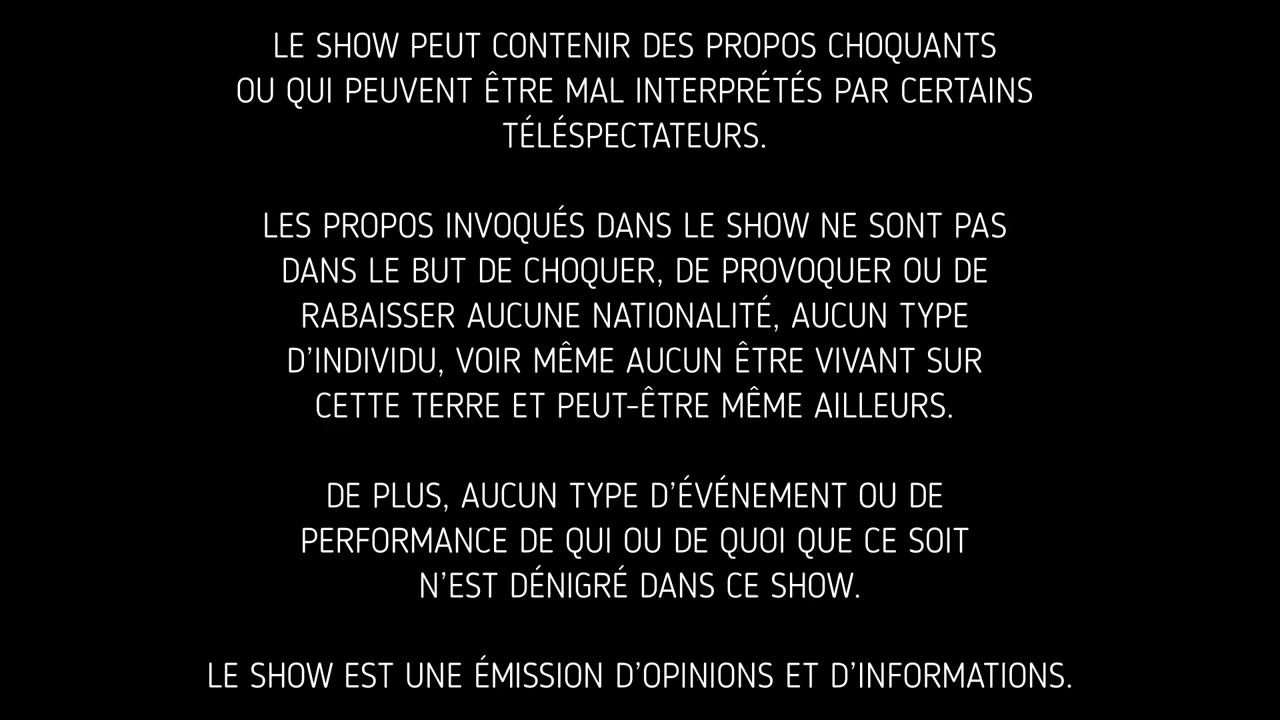 LE SHOW PEUT CONTENIR DES PROPOS CHOQUANTS
OU QUI PEUVENT ÊTRE MAL INTERPRÉTÉS PAR CERTAINS
TÉLÉSPECTATEURS.
LES PROPOS INVOQUÉS DANS LE SHOW NE SONT PAS
DANS LE BUT DE CHOQUER, DE PROVOQUER OU DE
RABAISSER AUCUNE NATIONALITÉ, AUCUN TYPE
D’INDIVIDU, VOIR MÊME AUCUN ÊTRE VIVANT SUR
CETTE TERRE ET PEUT-ÊTRE MÊME AILLEURS.
DE PLUS, AUCUN TYPE D’ÉVÉNEMENT OU DE
PERFORMANCE DE QUI OU DE QUOI QUE CE SOIT
N’EST DÉNIGRÉ DANS CE SHOW.
LE SHOW EST UNE ÉMISSION D’OPINIONS ET D’INFORMATIONS.